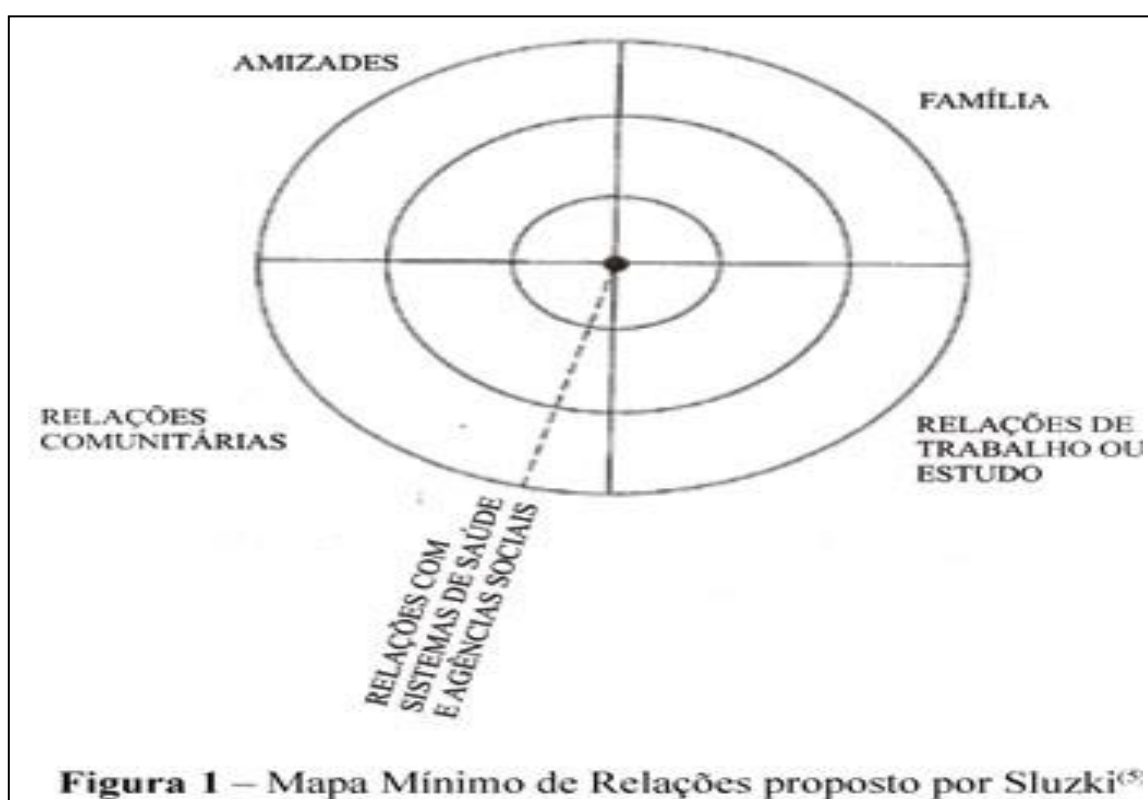 AMIZADES
FAMÍLIA
RELAÇÕES
COMUNITÁRIAS
RELAÇÕES DE
TRABALHO OU
ESTUDO
RELAÇÕES COM
SISTEMAS DE SAÚDE
E AGÊNCIAS SOCIAIS
Figura 1 – Mapa Mínimo de Relações proposto por Sluzki⁽⁵⁾